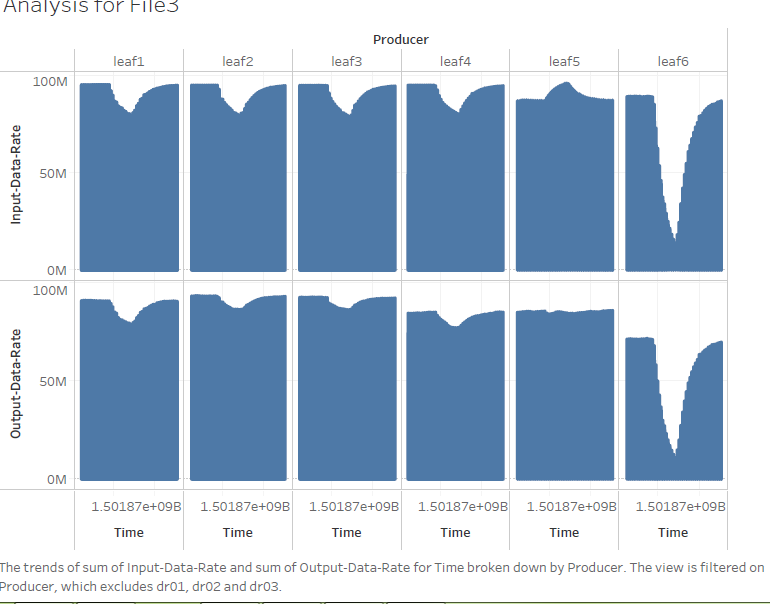 Analysis for File3
Producer
leaf1 leaf2 leaf3 leaf4 leaf5 leaf6
100M
Input-Data-Rate
50M
0M
100M
Output-Data-Rate
50M
0M
1.50187e+09B 1.50187e+09B 1.50187e+09B 1.50187e+09B 1.50187e+09B 1.50187e+09B
Time Time Time Time Time Time
The trends of sum of Input-Data-Rate and sum of Output-Data-Rate for Time broken down by Producer. The view is filtered on
Producer, which excludes dr01, dr02 and dr03.